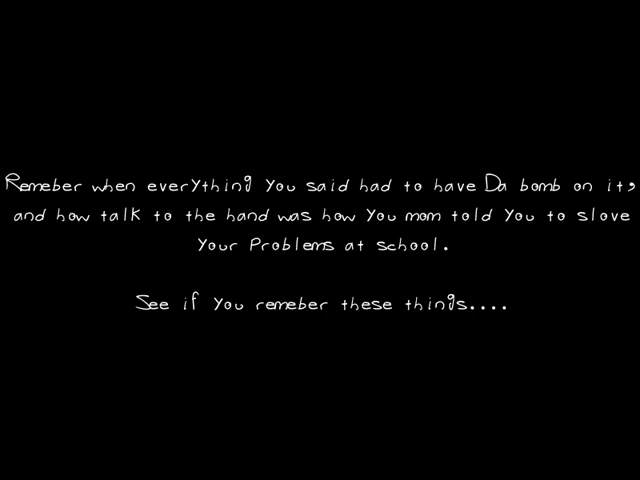 Remeber when everything you said had to have Da bomb on it,
and how talk to the hand was how you mom told you to slove
your problems at school.
See if you remeber these things....